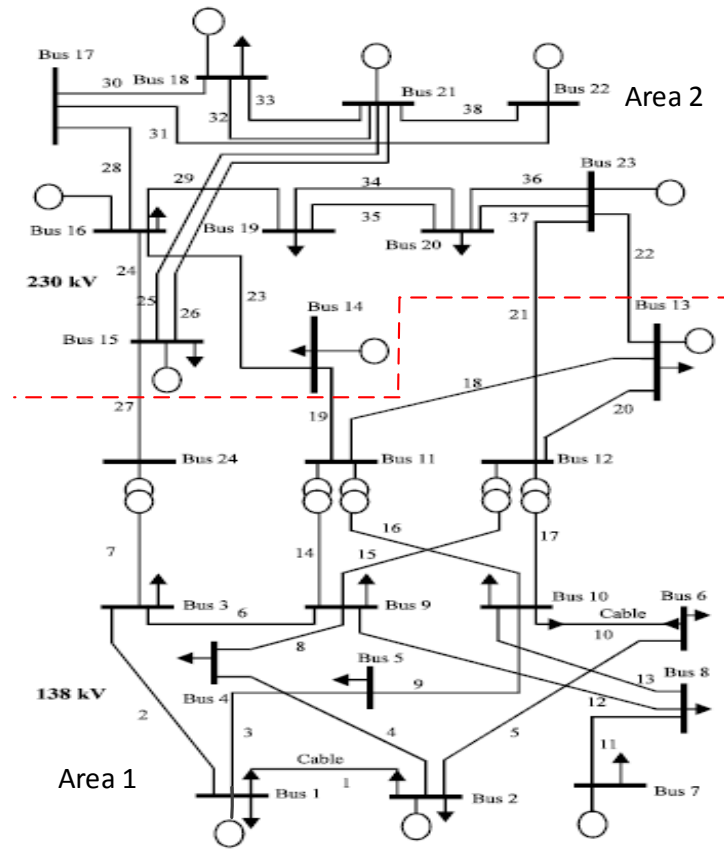 Bus 17
Bus 18
Bus 21
Bus 22
Area 2
30
33
32
38
31
28
Bus 23
29
34
36
35
37
Bus 16
Bus 19
Bus 20
22
24
230 kV
25
26
23
Bus 14
21
Bus 13
Bus 15
18
27
19
20
Bus 24
Bus 11
Bus 12
16
7
14
15
17
Bus 3
Bus 9
Bus 10
Bus 6
6
Cable
10
8
Bus 5
Bus 8
138 kV
Bus 4
9
13
12
2
3
4
5
11
Area 1
Cable
1
Bus 1
Bus 2
Bus 7